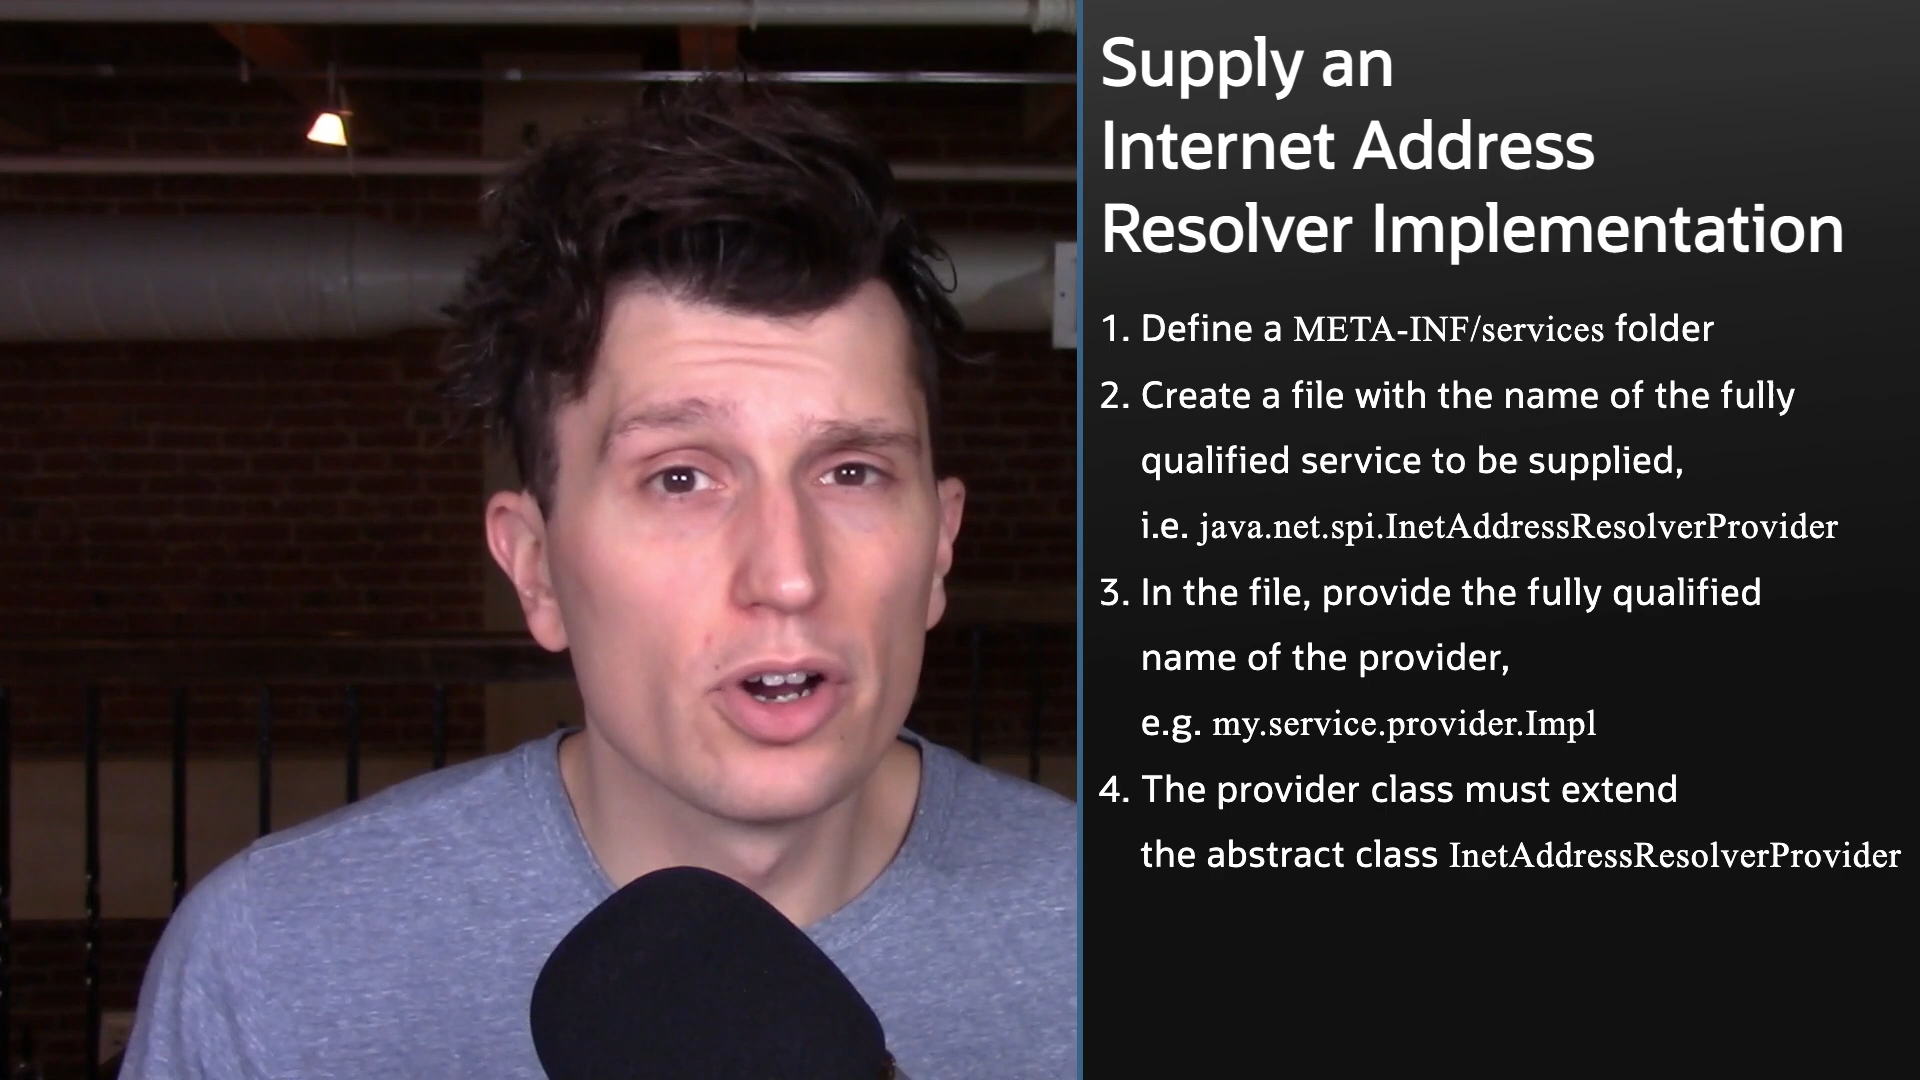 Supply an
Internet Address
Resolver Implementation
1. Define a META-INF/services folder
2. Create a file with the name of the fully
qualified service to be supplied,
i.e. java.net.spi.InetAddressResolverProvider
3. In the file, provide the fully qualified
name of the provider,
e.g. my.service.provider.Impl
4. The provider class must extend
the abstract class InetAddressResolverProvider